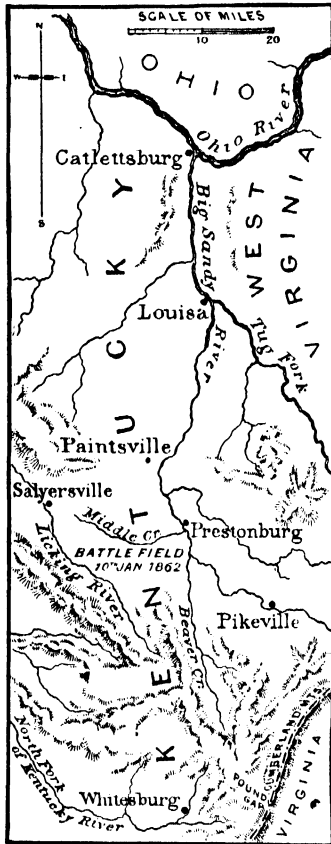 SCALE OF MILES
10
20
N
W
E
S
OHIO
Ohio River
Catlettsburg
Big Sandy
River
WEST
VIRGINIA
Louisa
Tug Fork
KENTUCKY
Paintsville
Salyersville
Middle Cr.
Prestonburg
BATTLE FIELD
10TH JAN 1862
Licking River
Beaver Cr.
Pikeville
CUMBERLAND MTS.
POUND
GAP
VIRGINIA
North Fork
of Kentucky River
Whitesburg